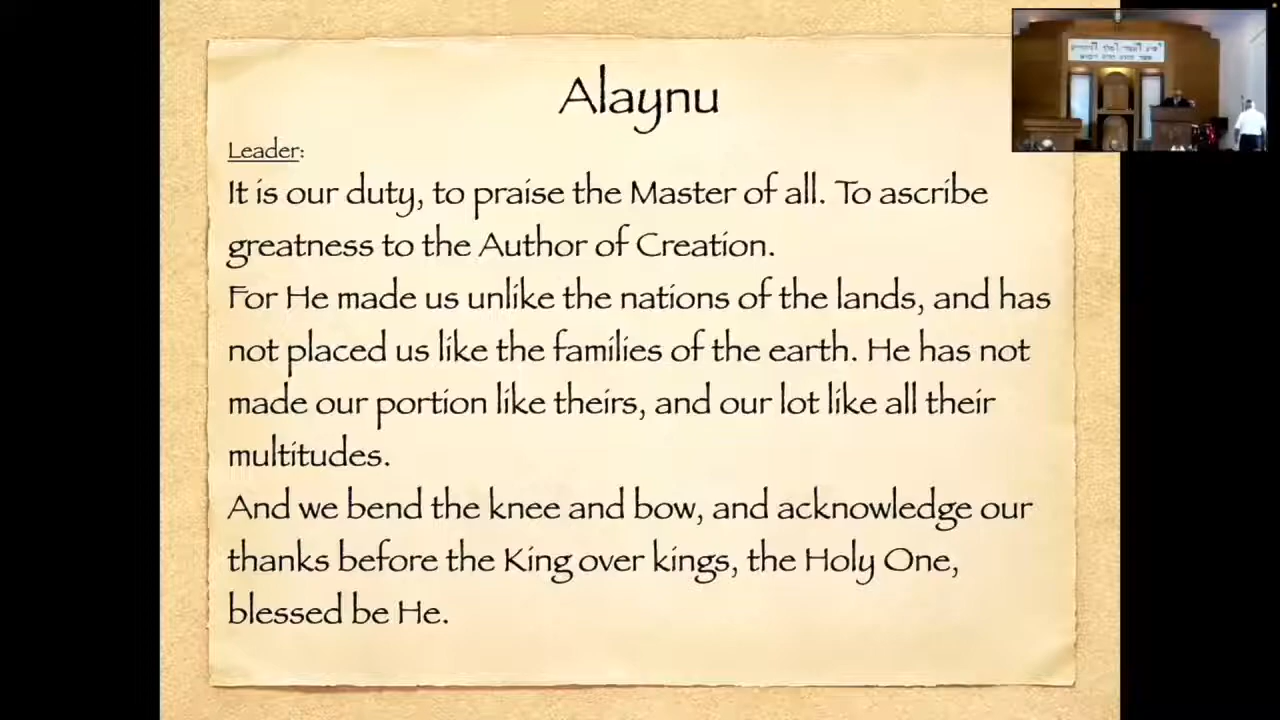 Alaynu
Leader:
It is our duty, to praise the Master of all. To ascribe
greatness to the Author of Creation.
For He made us unlike the nations of the lands, and has
not placed us like the families of the earth. He has not
made our portion like theirs, and our lot like all their
multitudes.
And we bend the knee and bow, and acknowledge our
thanks before the King over kings, the Holy One,
blessed be He.